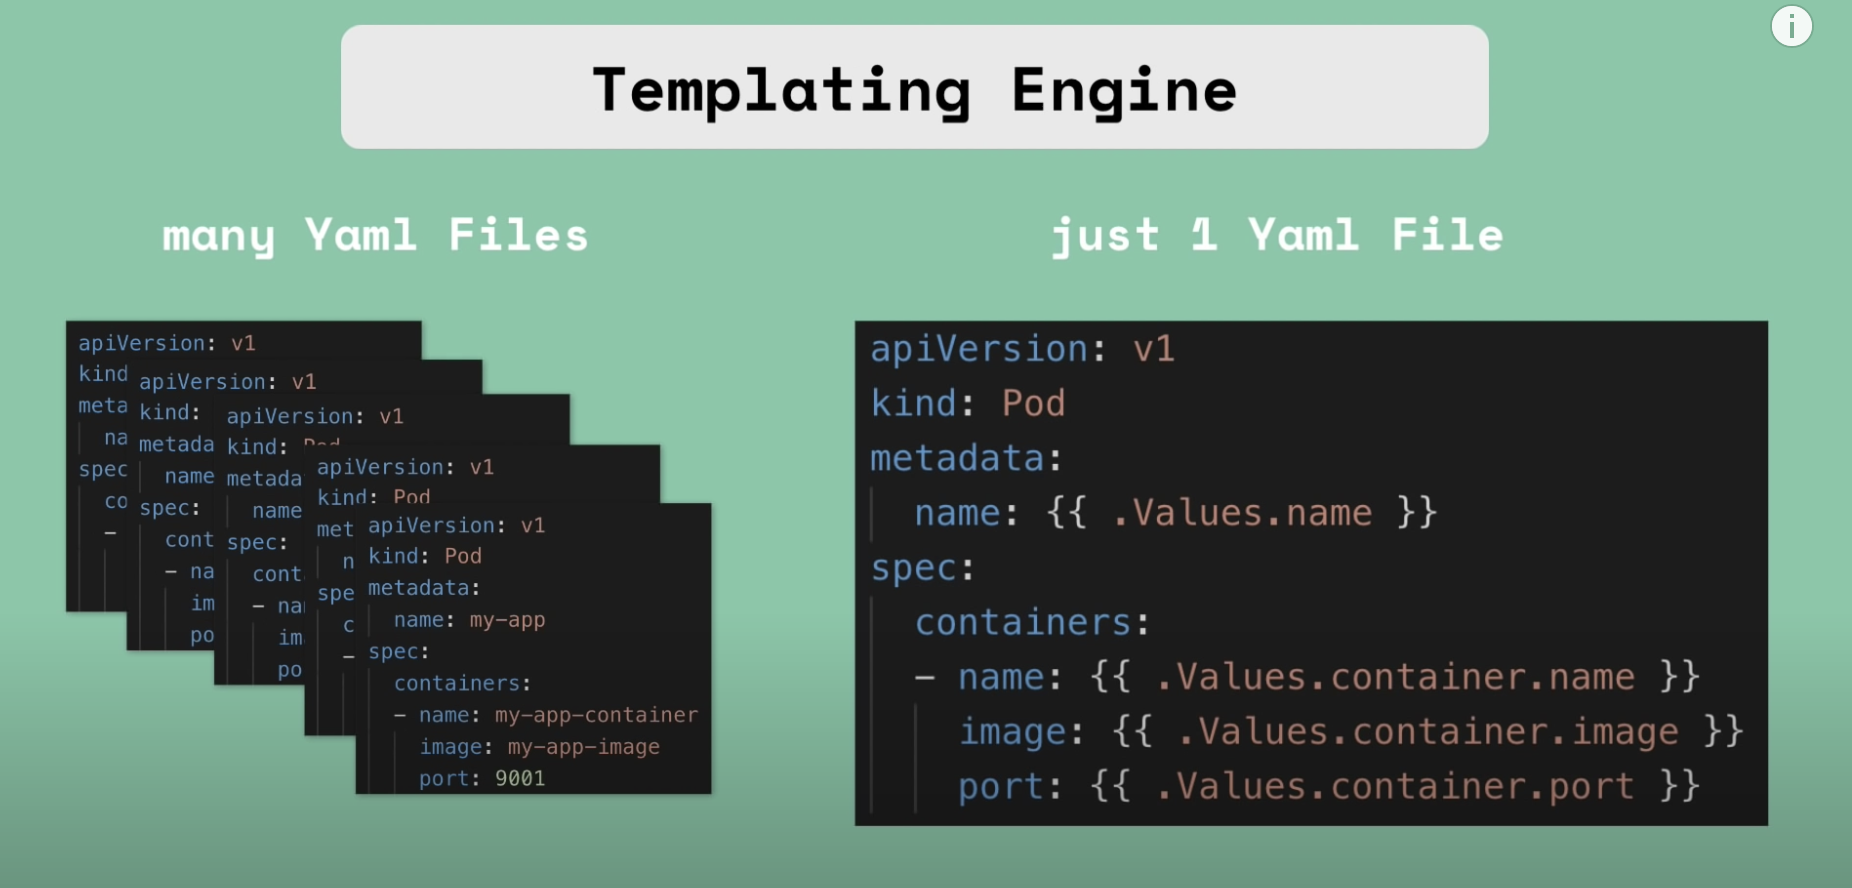 i
Templating Engine
many Yaml Files
just 1 Yaml File
apiVersion: v1
kind
meta
na
spec
co
-
apiVersion: v1
kind:
metada
name
spec:
cont
- na
im
po
apiVersion: v1
kind: Pod
metada
name
spec:
cont
- na
im
po
apiVersion: v1
kind: Pod
met
n
spe
c
-
apiVersion: v1
kind: Pod
metadata:
name: my-app
spec:
containers:
- name: my-app-container
image: my-app-image
port: 9001
apiVersion: v1
kind: Pod
metadata:
name: {{ .Values.name }}
spec:
containers:
- name: {{ .Values.container.name }}
image: {{ .Values.container.image }}
port: {{ .Values.container.port }}